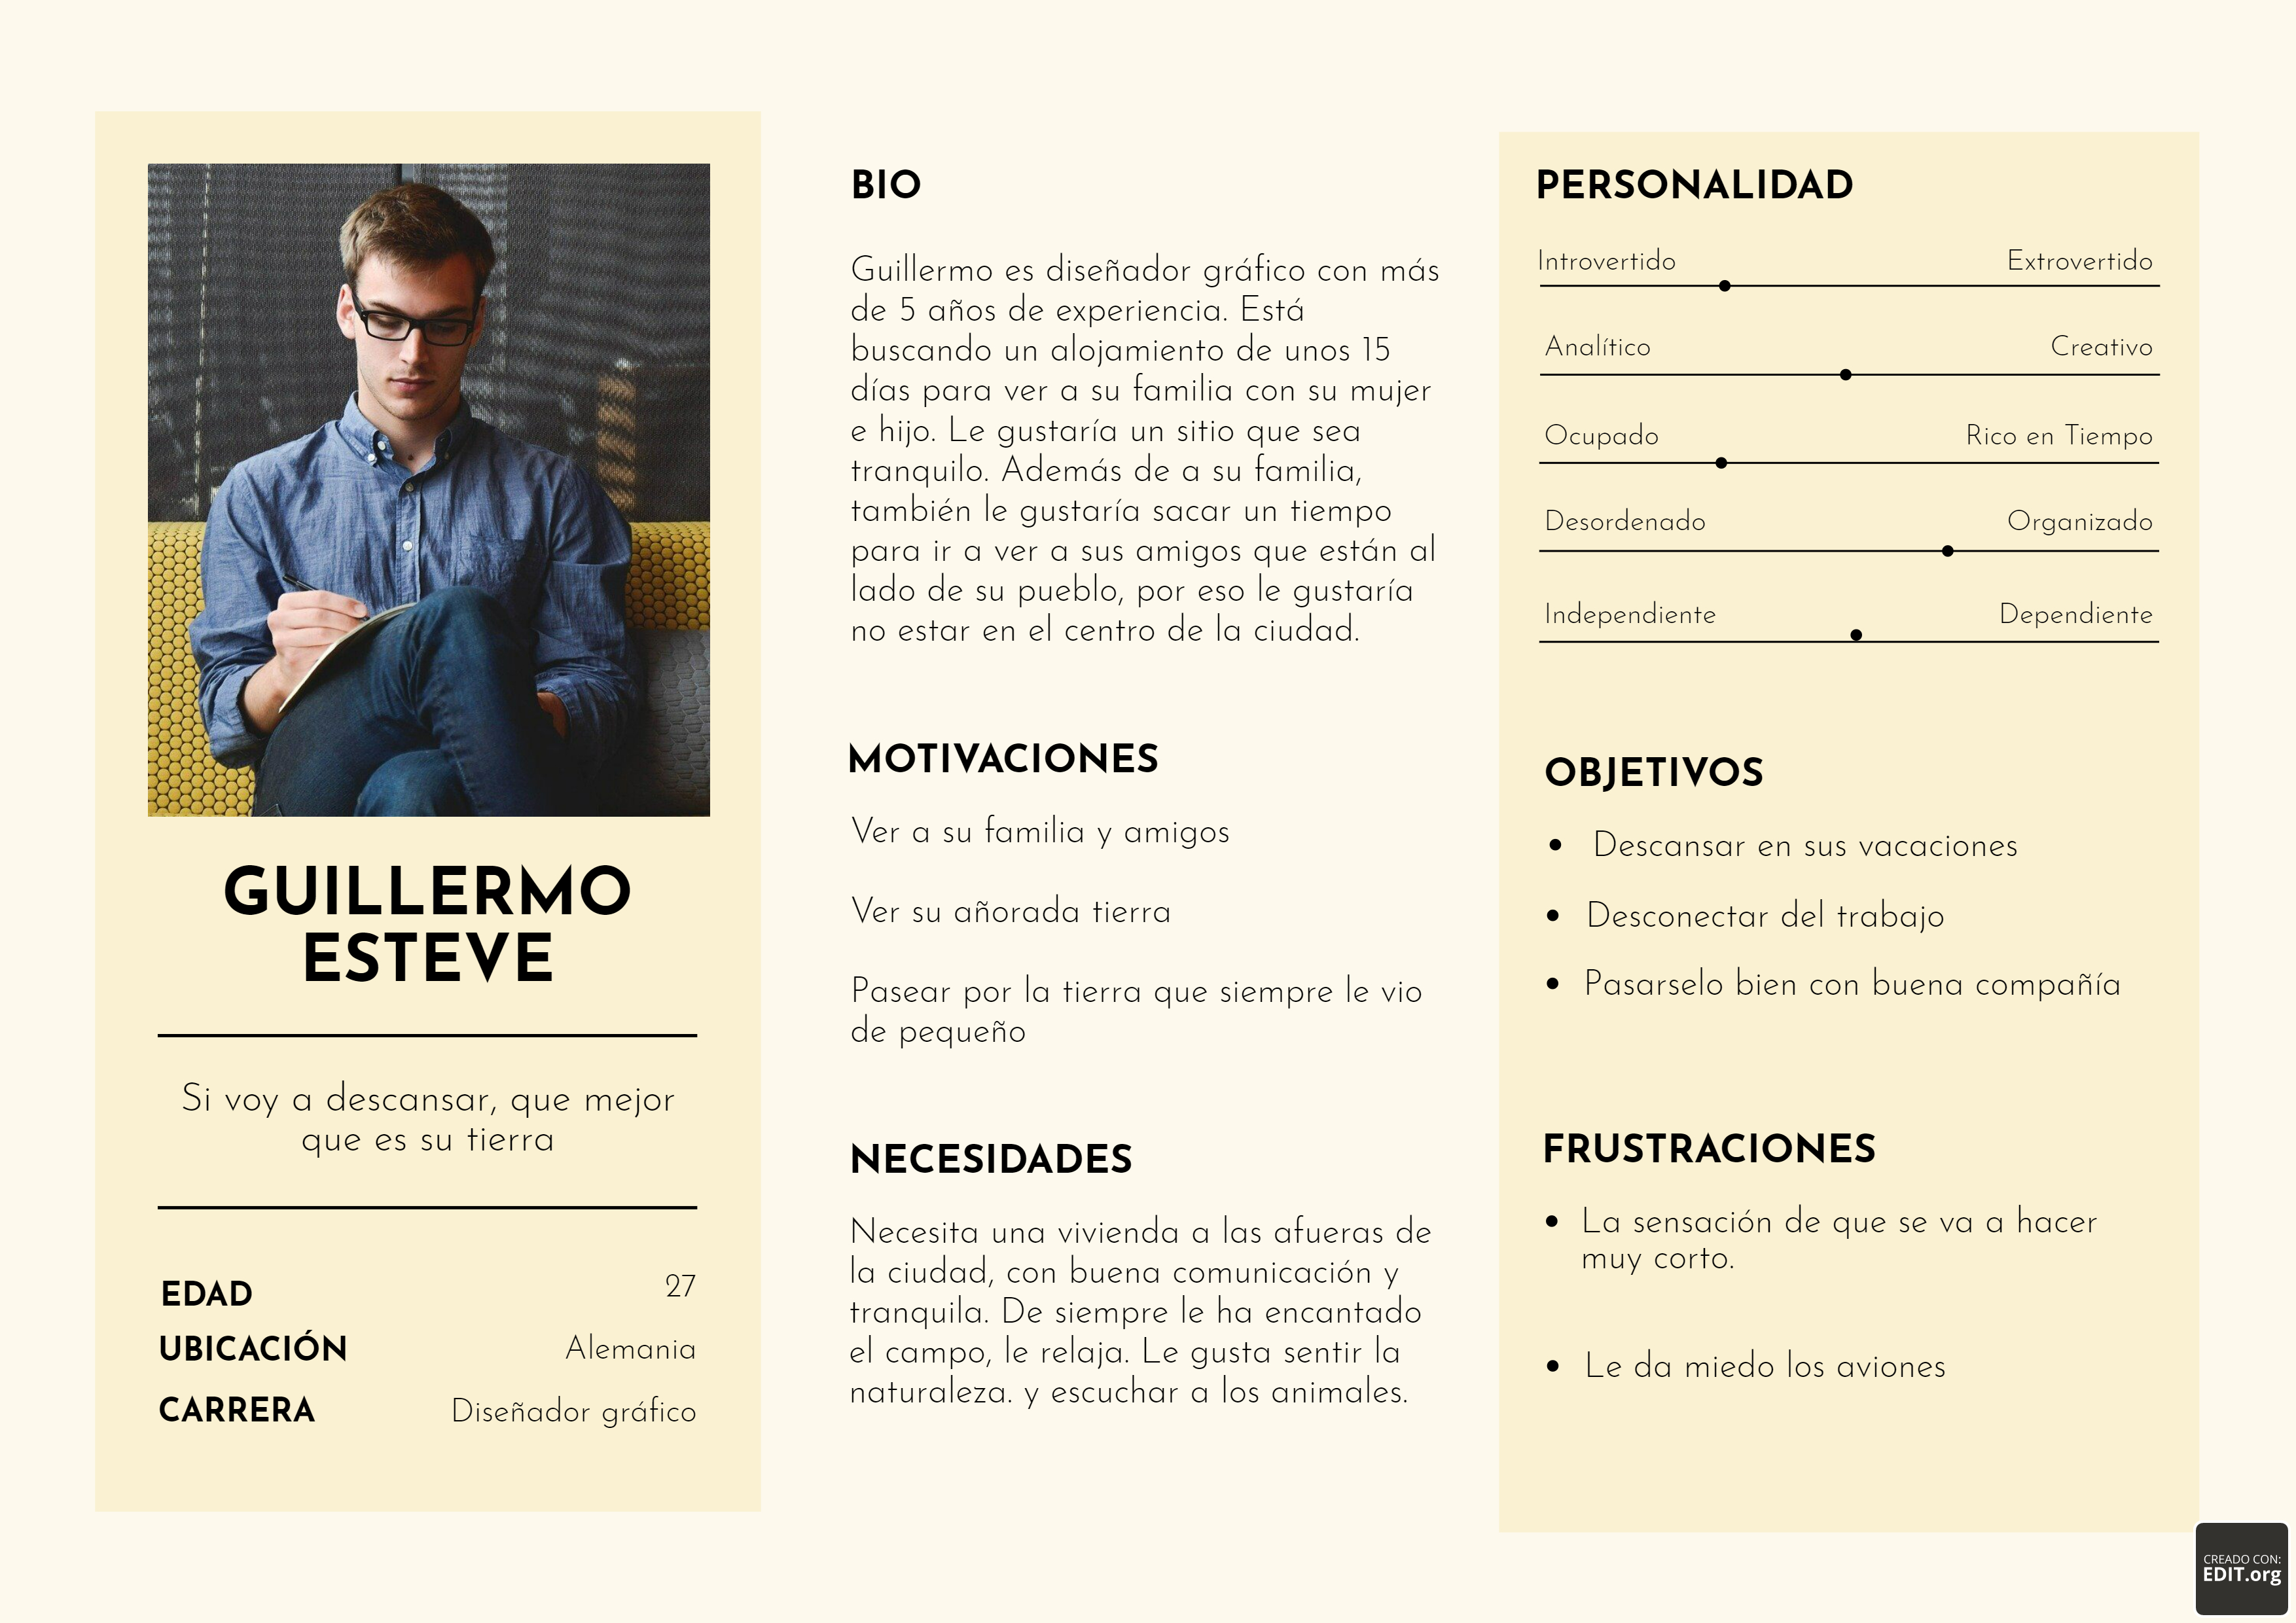 GUILLERMO
ESTEVE
Si voy a descansar, que mejor
que es su tierra
EDAD 27
UBICACIÓN Alemania
CARRERA Diseñador gráfico
BIO
Guillermo es diseñador gráfico con más
de 5 años de experiencia. Está
buscando un alojamiento de unos 15
días para ver a su familia con su mujer
e hijo. Le gustaría un sitio que sea
tranquilo. Además de a su familia,
también le gustaría sacar un tiempo
para ir a ver a sus amigos que están al
lado de su pueblo, por eso le gustaría
no estar en el centro de la ciudad.
MOTIVACIONES
Ver a su familia y amigos
Ver su añorada tierra
Pasear por la tierra que siempre le vio
de pequeño
NECESIDADES
Necesita una vivienda a las afueras de
la ciudad, con buena comunicación y
tranquila. De siempre le ha encantado
el campo, le relaja. Le gusta sentir la
naturaleza. y escuchar a los animales.
PERSONALIDAD
Introvertido Extrovertido
Analítico Creativo
Ocupado Rico en Tiempo
Desordenado Organizado
Independiente Dependiente
OBJETIVOS
• Descansar en sus vacaciones
• Desconectar del trabajo
• Pasarselo bien con buena compañía
FRUSTRACIONES
• La sensación de que se va a hacer
muy corto.
• Le da miedo los aviones
CREADO CON:
EDIT.org